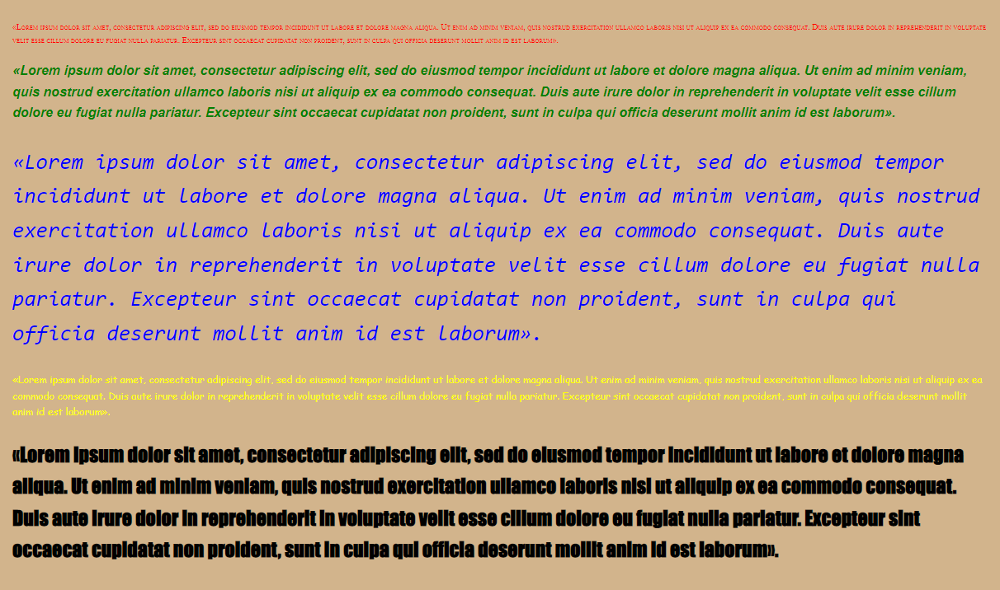 «Lorem ipsum dolor sit amet, consectetur adipiscing elit, sed do eiusmod tempor incididunt ut labore et dolore magna aliqua. Ut enim ad minim veniam, quis nostrud exercitation ullamco laboris nisi ut aliquip ex ea commodo consequat. Duis aute irure dolor in reprehenderit in voluptate
velit esse cillum dolore eu fugiat nulla pariatur. Excepteur sint occaecat cupidatat non proident, sunt in culpa qui officia deserunt mollit anim id est laborum».
«Lorem ipsum dolor sit amet, consectetur adipiscing elit, sed do eiusmod tempor incididunt ut labore et dolore magna aliqua. Ut enim ad minim veniam,
quis nostrud exercitation ullamco laboris nisi ut aliquip ex ea commodo consequat. Duis aute irure dolor in reprehenderit in voluptate velit esse cillum
dolore eu fugiat nulla pariatur. Excepteur sint occaecat cupidatat non proident, sunt in culpa qui officia deserunt mollit anim id est laborum».
«Lorem ipsum dolor sit amet, consectetur adipiscing elit, sed do eiusmod tempor
incididunt ut labore et dolore magna aliqua. Ut enim ad minim veniam, quis nostrud
exercitation ullamco laboris nisi ut aliquip ex ea commodo consequat. Duis aute
irure dolor in reprehenderit in voluptate velit esse cillum dolore eu fugiat nulla
pariatur. Excepteur sint occaecat cupidatat non proident, sunt in culpa qui
officia deserunt mollit anim id est laborum».
«Lorem ipsum dolor sit amet, consectetur adipiscing elit, sed do eiusmod tempor incididunt ut labore et dolore magna aliqua. Ut enim ad minim veniam, quis nostrud exercitation ullamco laboris nisi ut aliquip ex ea
commodo consequat. Duis aute irure dolor in reprehenderit in voluptate velit esse cillum dolore eu fugiat nulla pariatur. Excepteur sint occaecat cupidatat non proident, sunt in culpa qui officia deserunt mollit
anim id est laborum».
«Lorem ipsum dolor sit amet, consectetur adipiscing elit, sed do eiusmod tempor incididunt ut labore et dolore magna
aliqua. Ut enim ad minim veniam, quis nostrud exercitation ullamco laboris nisi ut aliquip ex ea commodo consequat.
Duis aute irure dolor in reprehenderit in voluptate velit esse cillum dolore eu fugiat nulla pariatur. Excepteur sint
occaecat cupidatat non proident, sunt in culpa qui officia deserunt mollit anim id est laborum».